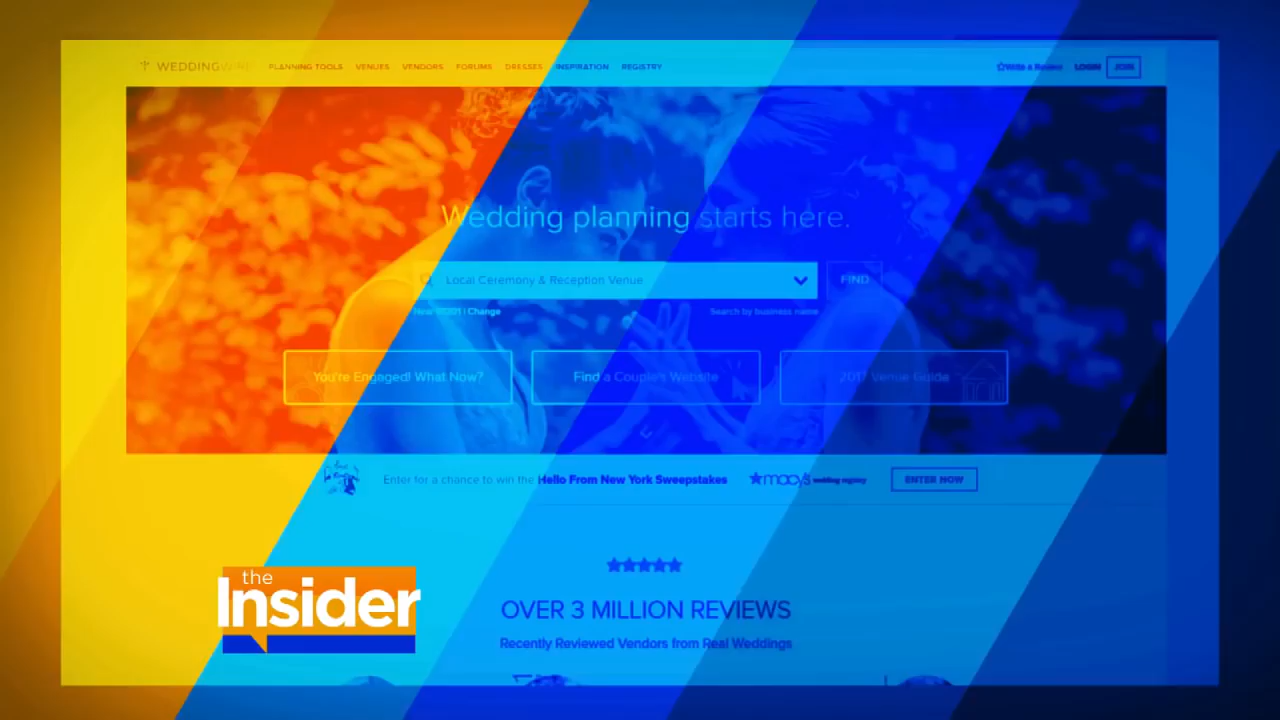 WEDDINGWIRE PLANNING TOOLS VENUES VENDORS FORUMS DRESSES INSPIRATION REGISTRY Write a Review LOGIN JOIN
Wedding planning starts here.
Local Ceremony & Reception Venue FIND
Change Search by business name
You're Engaged! What Now? Find a Couple's Website 2017 Venue Guide
Enter for a chance to win the Hello From New York Sweepstakes macy's wedding registry ENTER NOW
OVER 3 MILLION REVIEWS
Recently Reviewed Vendors from Real Weddings
the
Insider